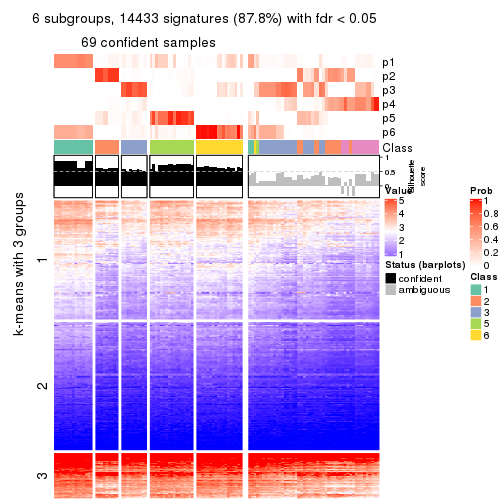 6 subgroups, 14433 signatures (87.8%) with fdr < 0.05
69 confident samples
p1
p2
p3
p4
p5
p6
Class
1
0.5
0
Silhouette
score
k-means with 3 groups
1
2
3
Value
5
4
3
2
1
Status (barplots)
confident
ambiguous
Prob
1
0.8
0.6
0.4
0.2
0
Class
1
2
3
5
6